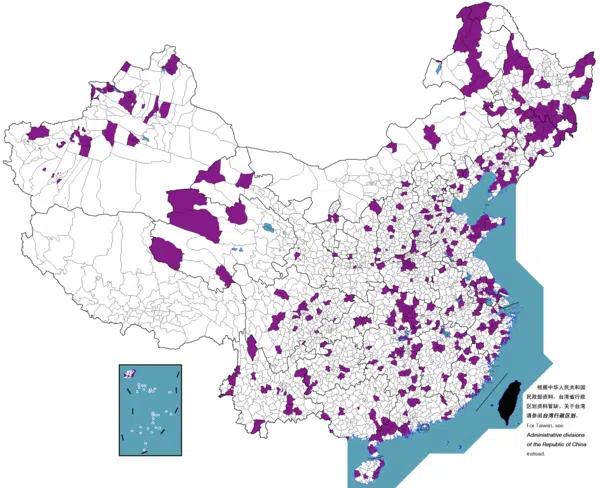 根據中华人民共和国
民政部资料，台湾省行政
区划资料暂缺。关于台湾
请参阅台湾行政区划。
For Taiwan, see
Administrative divisions
of the Republic of China
instead.